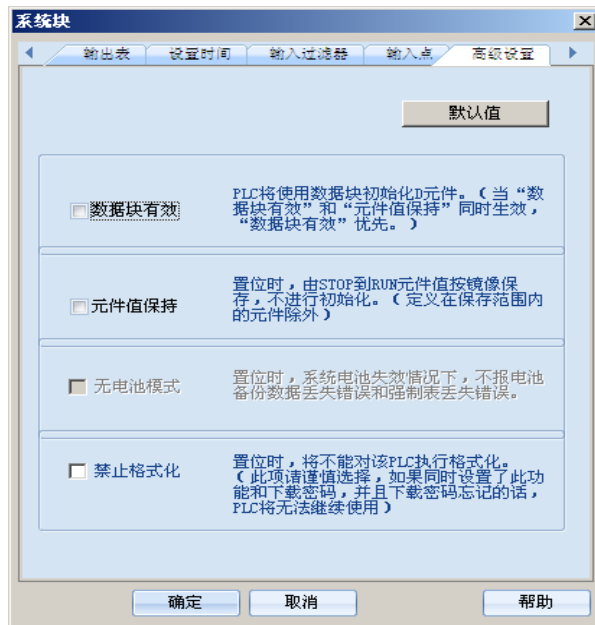 系统块
输出表 设置时间 输入过滤器 输入点 高级设置
默认值
数据块有效
PLC将使用数据块初始化D元件。(当“数
据块有效”和“元件值保持”同时生效,
“数据块有效”优先。)
元件值保持
置位时,由STOP到RUN元件值按镜像保
存,不进行初始化。(定义在保存范围内
的元件除外)
无电池模式
置位时,系统电池失效情况下,不报电池
备份数据丢失错误和强制表丢失错误。
禁止格式化
置位时,将不能对该PLC执行格式化。
(此项请谨值选择,如果同时设置了此功
能和下载密码,并且下载密码忘记的话,
PLC将无法继续使用)
确定 取消 帮助